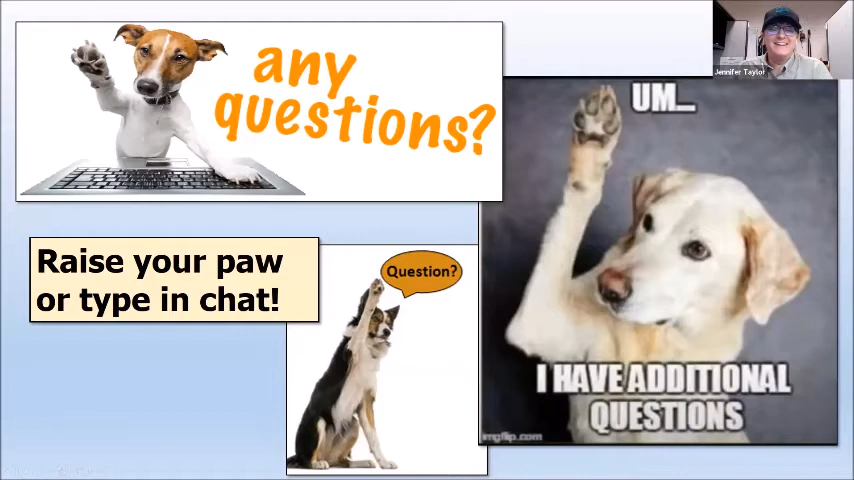 any
questions?
Jennifer Taylor
UM...
Raise your paw
or type in chat!
Question?
I HAVE ADDITIONAL
QUESTIONS
imgflip.com